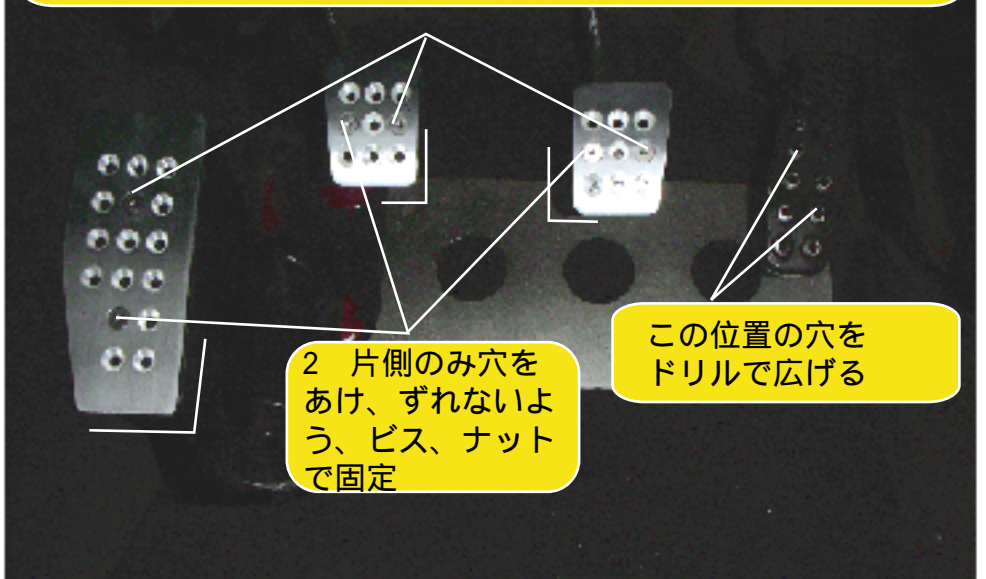 2 片側のみ穴を
あけ、ずれないよ
う、ビス、ナット
で固定
この位置の穴を
ドリルで広げる